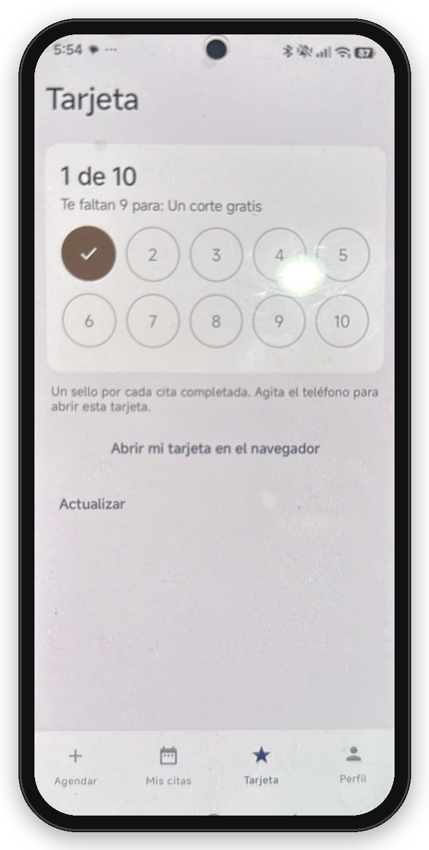 5:54
67
Tarjeta
1 de 10
Te faltan 9 para: Un corte gratis
2 3 4 5
6 7 8 9 10
Un sello por cada cita completada. Agita el teléfono para
abrir esta tarjeta.
Abrir mi tarjeta en el navegador
Actualizar
Agendar Mis citas Tarjeta Perfil